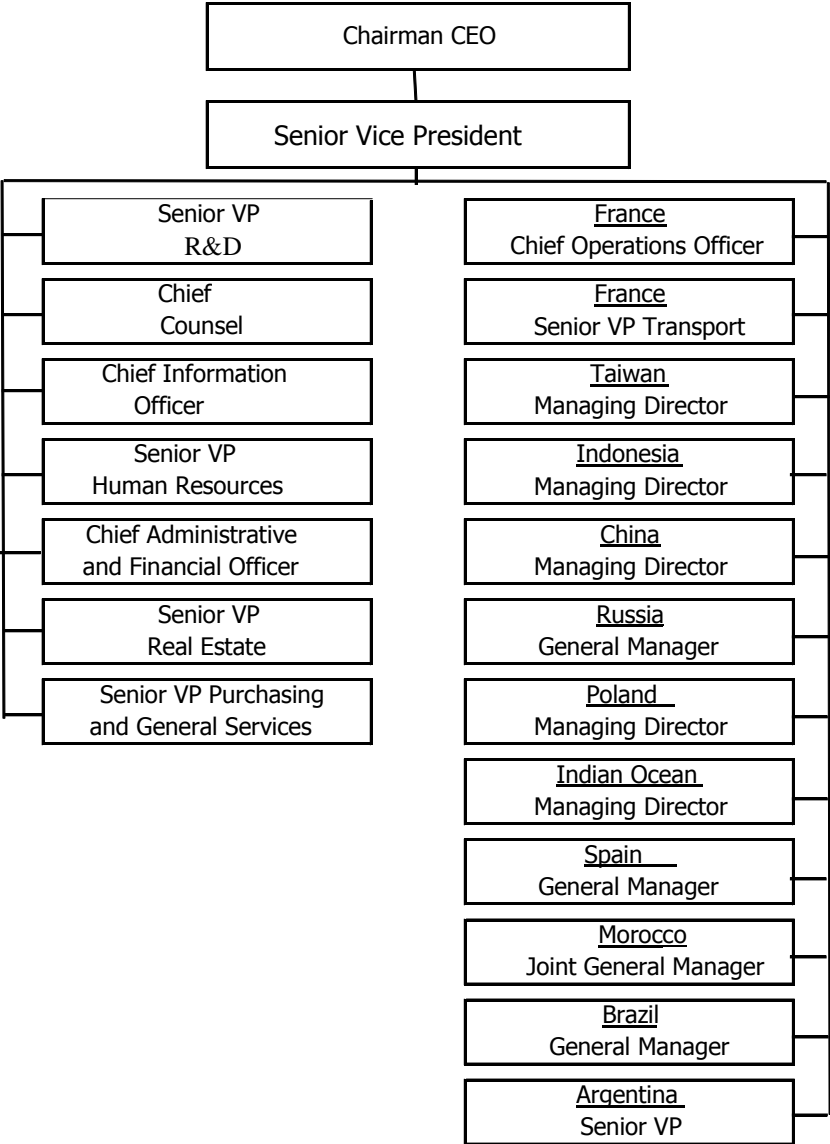 Chairman CEO
Senior Vice President
Senior VP
R&D
Chief
Counsel
Chief Information
Officer
Senior VP
Human Resources
Chief Administrative
and Financial Officer
Senior VP
Real Estate
Senior VP Purchasing
and General Services
France
Chief Operations Officer
France
Senior VP Transport
Taiwan
Managing Director
Indonesia
Managing Director
China
Managing Director
Russia
General Manager
Poland
Managing Director
Indian Ocean
Managing Director
Spain
General Manager
Morocco
Joint General Manager
Brazil
General Manager
Argentina
Senior VP